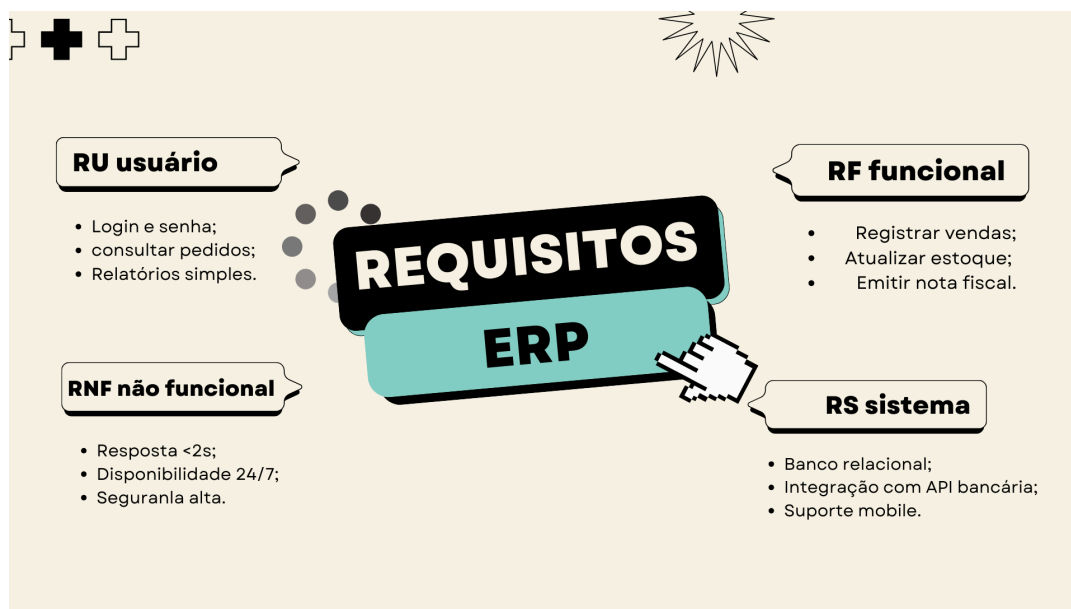 RU usuário
• Login e senha;
• consultar pedidos;
• Relatórios simples.
RNF não funcional
• Resposta <2s;
• Disponibilidade 24/7;
• Seguranla alta.
REQUISITOS
ERP
RF funcional
• Registrar vendas;
• Atualizar estoque;
• Emitir nota fiscal.
RS sistema
• Banco relacional;
• Integração com API bancária;
• Suporte mobile.